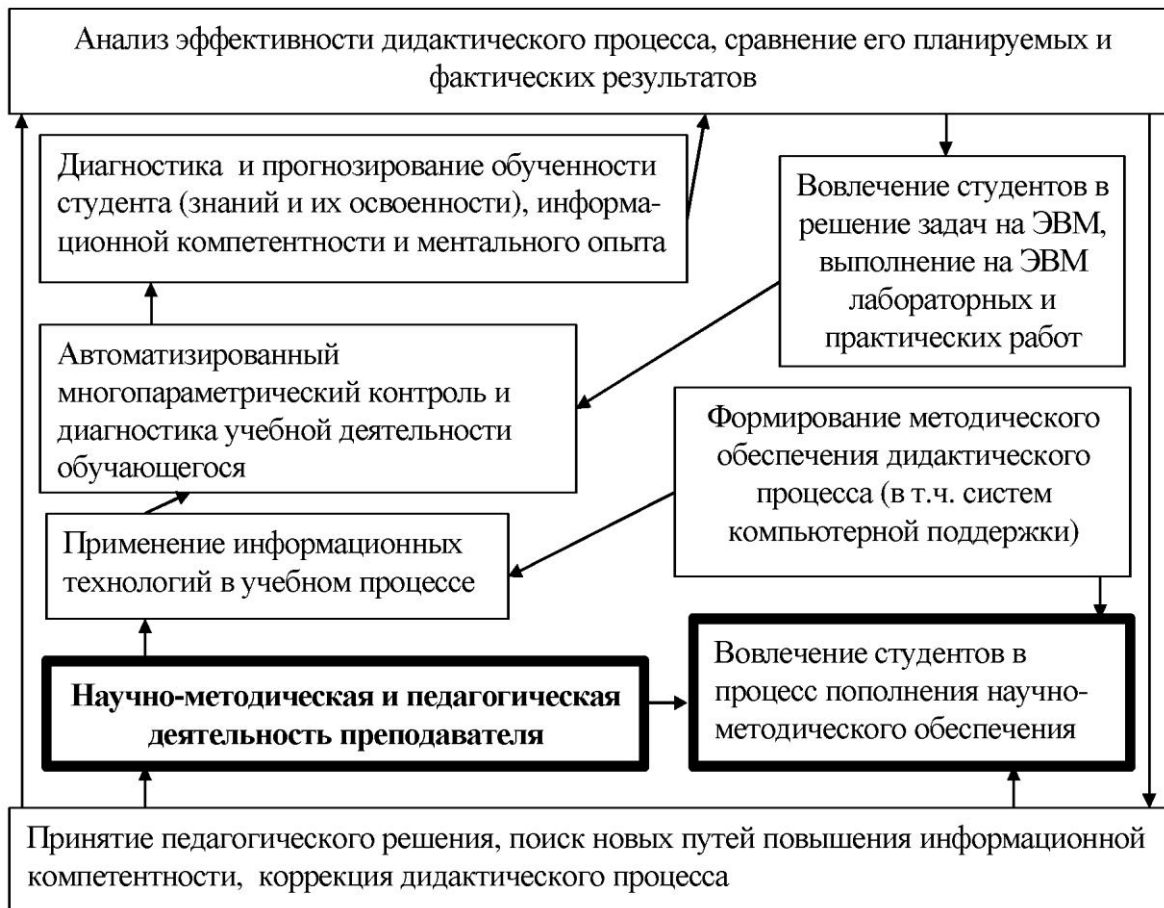 Анализ эффективности дидактического процесса, сравнение его планируемых и
фактических результатов
Диагностика и прогнозирование обученности
студента (знаний и их освоенности), информа-
ционной компетентности и ментального опыта
Вовлечение студентов в
решение задач на ЭВМ,
выполнение на ЭВМ
лабораторных и
практических работ
Автоматизированный
многопараметрический контроль и
диагностика учебной деятельности
обучающегося
Формирование методического
обеспечения дидактического
процесса (в т.ч. систем
компьютерной поддержки)
Применение информационных
технологий в учебном процессе
Научно-методическая и педагогическая
деятельность преподавателя
Вовлечение студентов в
процесс пополнения научно-
методического обеспечения
Принятие педагогического решения, поиск новых путей повышения информационной
компетентности, коррекция дидактического процесса